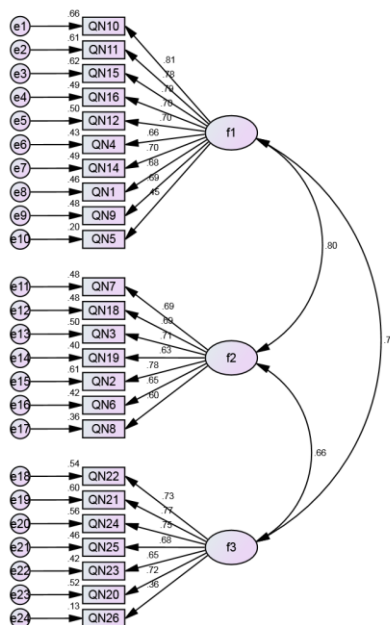 .66
e1 QN10
.61
e2 QN11
.62
e3 QN15
.49
e4 QN16
.50
e5 QN12
.43
e6 QN4
.49
e7 QN14
.46
e8 QN1
.48
e9 QN9
.20
e10 QN5
.81
.78
.79
.70
.70
.66
.70
.68
.69
.45
f1
.80
.48
e11 QN7
.48
e12 QN18
.50
e13 QN3
.40
e14 QN19
.61
e15 QN2
.42
e16 QN6
.36
e17 QN8
.69
.69
.71
.63
.78
.65
.60
f2
.66
.54
e18 QN22
.60
e19 QN21
.56
e20 QN24
.46
e21 QN25
.42
e22 QN23
.52
e23 QN20
.13
e24 QN26
.73
.77
.75
.68
.65
.72
.36
f3